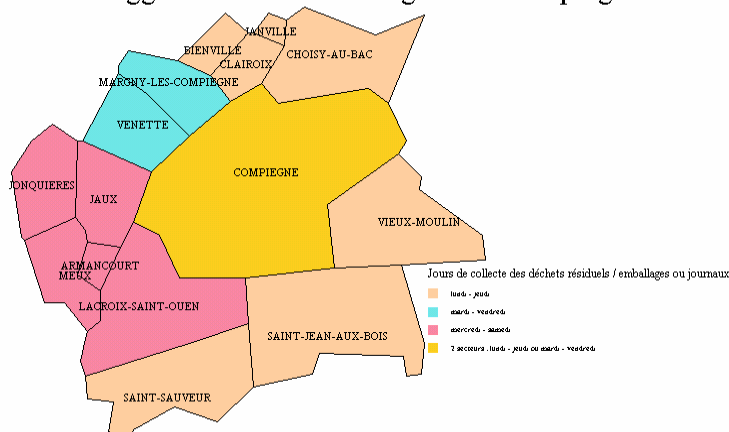 JANVILLE
BIENVILLE
CHOISY-AU-BAC
CLAIROIX
MARGNY-LES-COMPIEGNE
VENETTE
COMPIEGNE
JONQUIERES
JAUX
VIEUX-MOULIN
ARMANCOURT
MEUX
Jours de collecte des déchets résiduels / emballages ou journaux
lundi - jeudi
LACROIX-SAINT-OUEN
mardi - vendredi
mercredi - samedi
SAINT-JEAN-AUX-BOIS
2 secteurs : lundi - jeudi ou mardi - vendredi
SAINT-SAUVEUR